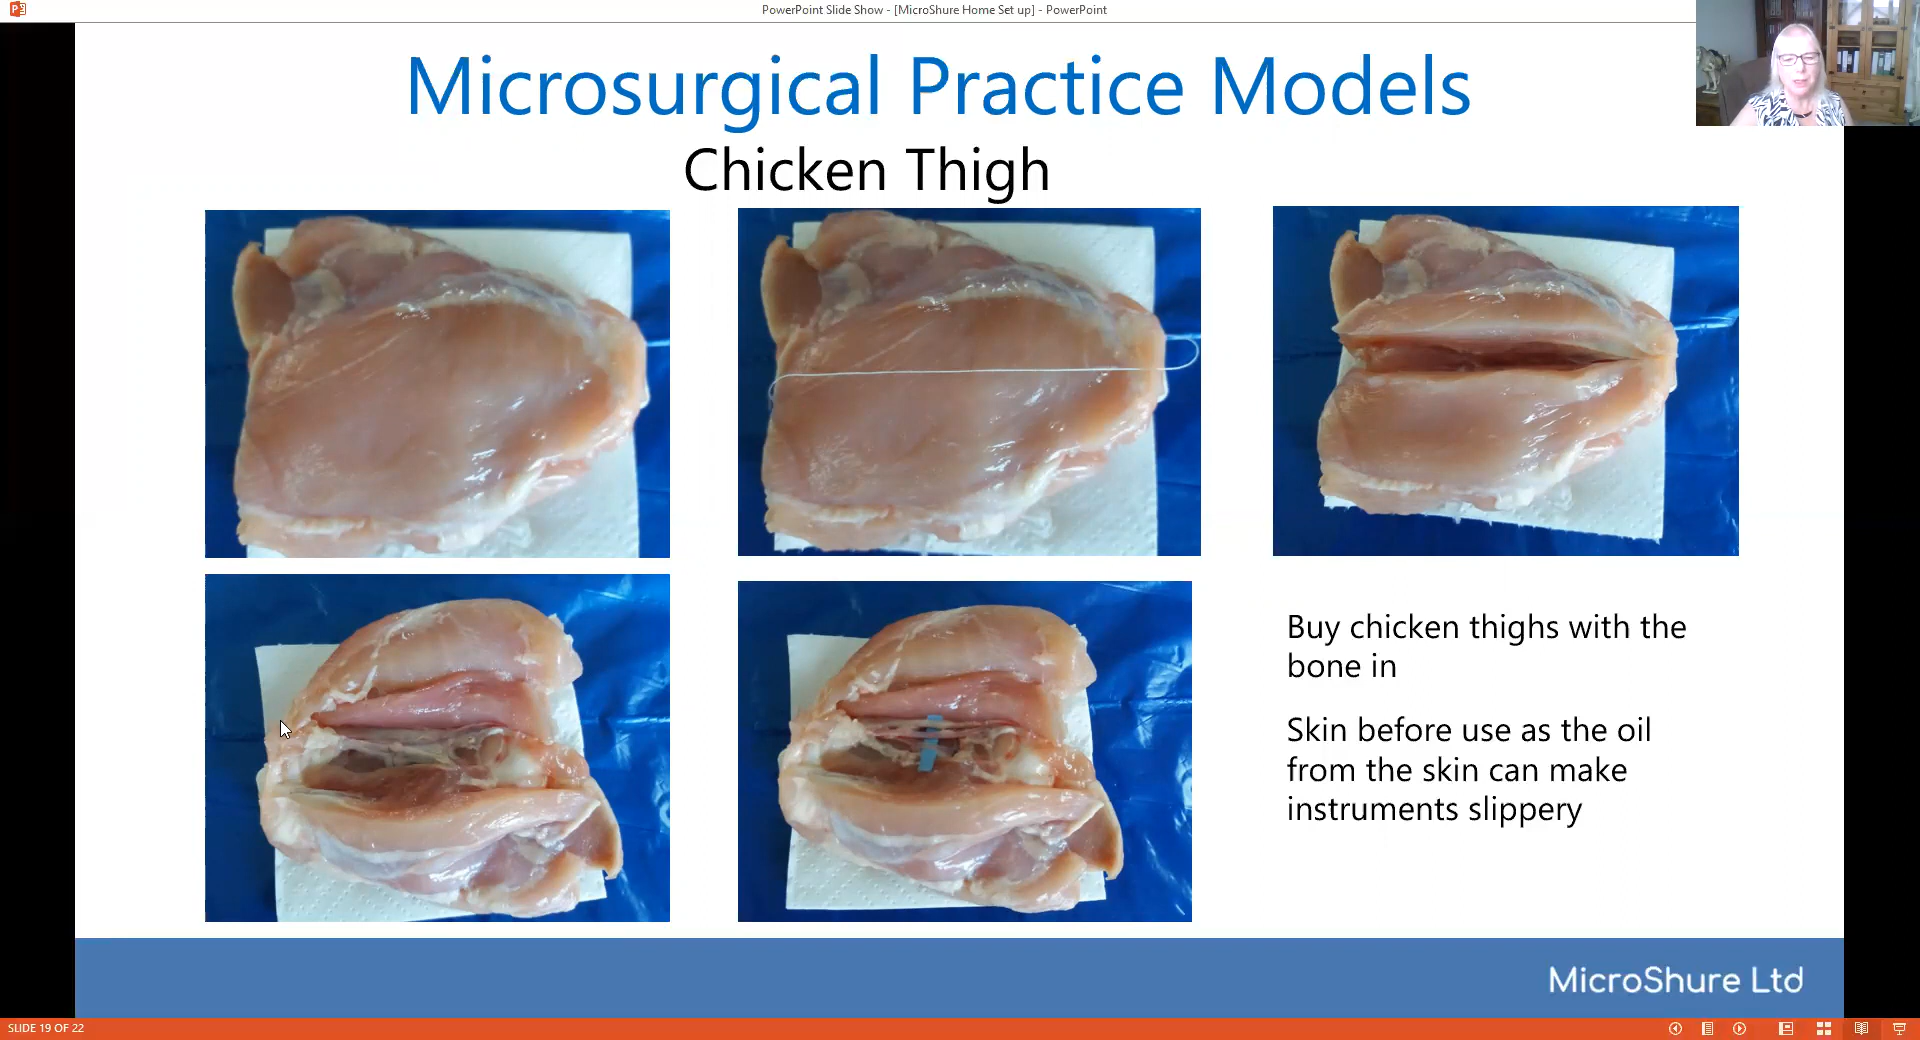 PowerPoint Slide Show - [MicroShure Home Set up] - PowerPoint
Microsurgical Practice Models
Chicken Thigh
Buy chicken thighs with the
bone in
Skin before use as the oil
from the skin can make
instruments slippery
MicroShure Ltd
SLIDE 19 OF 22